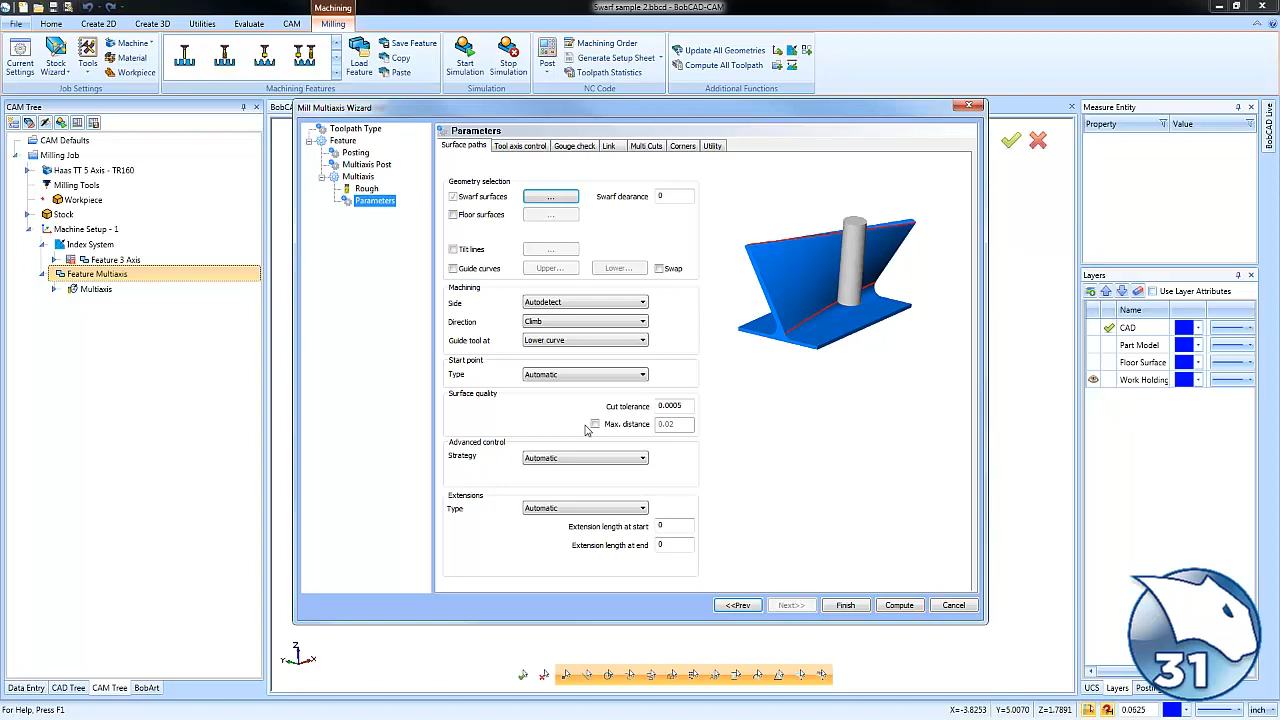 Machining
Swarf sample 2.bbcd - BobCAD-CAM
File Home Create 2D Create 3D Utilities Evaluate CAM Milling
Current Settings
Stock Wizard
Tools
Machine
Material
Workpiece
Load Feature
Save Feature
Copy
Paste
Start Simulation
Stop Simulation
Post
Machining Order
Generate Setup Sheet
Toolpath Statistics
Update All Geometries
Compute All Toolpath
Job Settings Machining Features Simulation NC Code Additional Functions
CAM Tree
CAM Defaults
Milling Job
Haas TT 5 Axis - TR160
Milling Tools
Workpiece
Stock
Machine Setup - 1
Index System
Feature 3 Axis
Feature Multiaxis
Multiaxis
Data Entry CAD Tree CAM Tree BobArt
BobC
Mill Multiaxis Wizard
Toolpath Type
Feature
Posting
Multiaxis Post
Multiaxis
Rough
Parameters
Parameters
Surface paths Tool axis control Gouge check Link Multi Cuts Corners Utility
Geometry selection
Swarf surfaces ... Swarf clearance 0
Floor surfaces ...
Tilt lines ...
Guide curves Upper... Lower... Swap
Machining
Side Autodetect
Direction Climb
Guide tool at Lower curve
Start point
Type Automatic
Surface quality
Cut tolerance 0.0005
Max. distance 0.02
Advanced control
Strategy Automatic
Extensions
Type Automatic
Extension length at start 0
Extension length at end 0
<<Prev Next>> Finish Compute Cancel
Measure Entity
Property Value
BobCAD Live
Layers
Use Layer Attributes
Name
CAD
Part Model
Floor Surface
Work Holding
UCS Layers Posting
31
For Help, Press F1
X=-3.8253 Y=5.0070 Z=1.7891 0.0625 inch